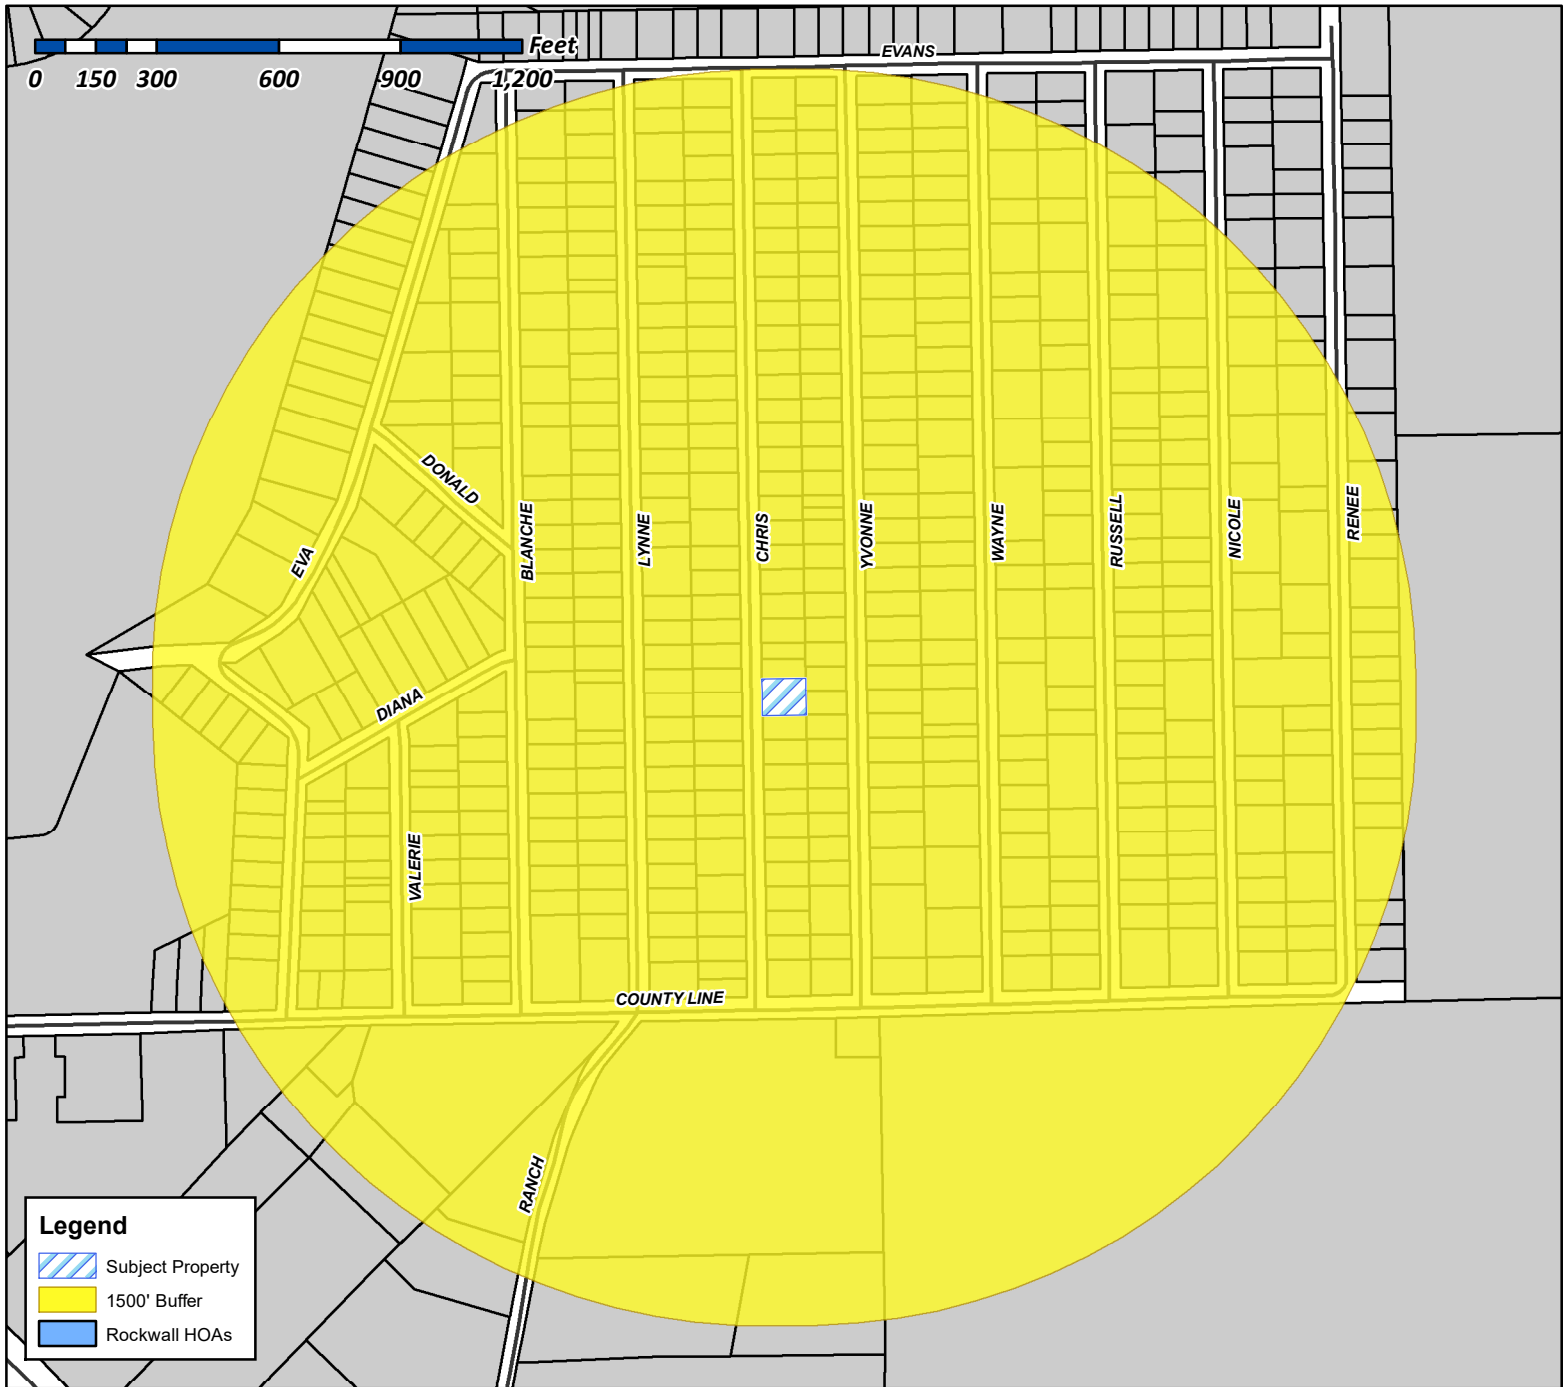 Feet
0 150 300 600 900 1,200
EVANS
DONALD
BLANCHE
LYNNE
CHRIS
YVONNE
WAYNE
RUSSELL
NICOLE
RENEE
EVA
DIANA
VALERIE
COUNTY LINE
RANCH
Legend
Subject Property
1500' Buffer
Rockwall HOAs